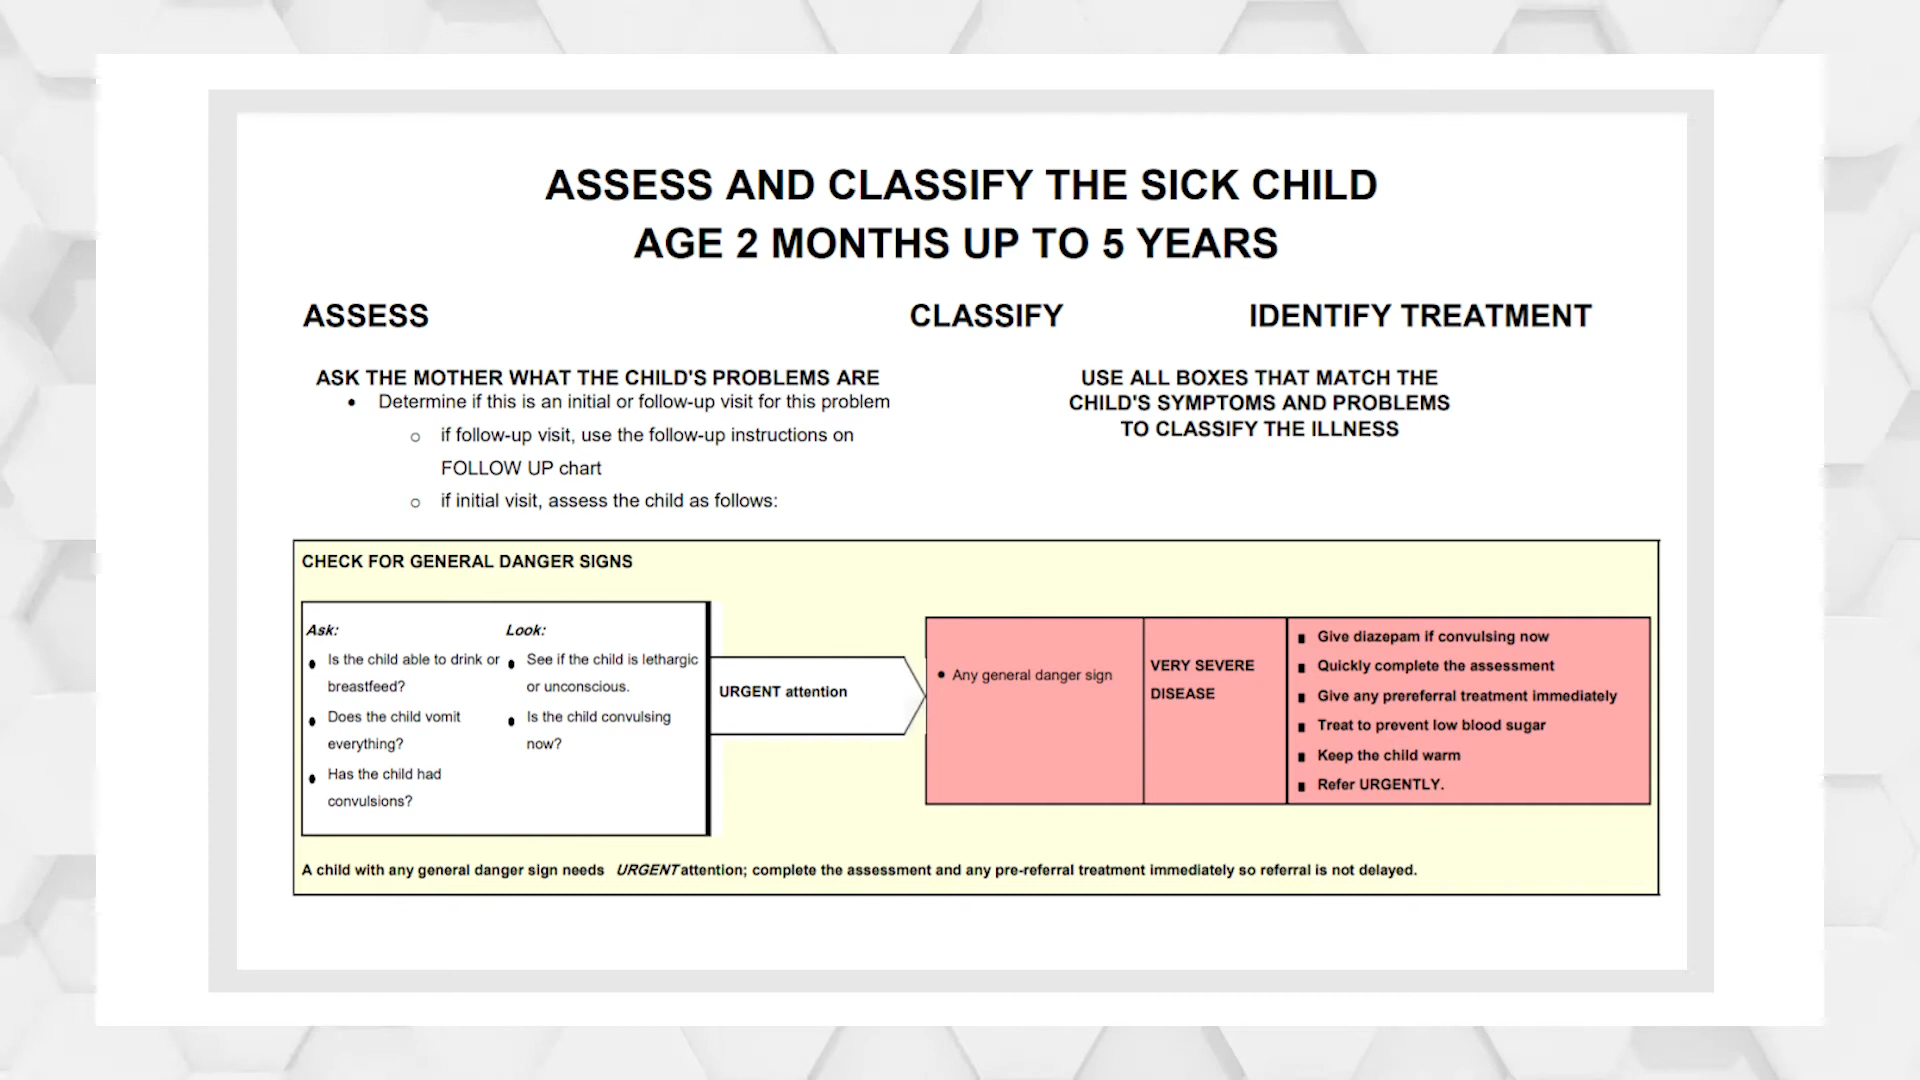 ASSESS AND CLASSIFY THE SICK CHILD
AGE 2 MONTHS UP TO 5 YEARS
ASSESS
CLASSIFY
IDENTIFY TREATMENT
ASK THE MOTHER WHAT THE CHILD'S PROBLEMS ARE
• Determine if this is an initial or follow-up visit for this problem
o if follow-up visit, use the follow-up instructions on
FOLLOW UP chart
o if initial visit, assess the child as follows:
USE ALL BOXES THAT MATCH THE
CHILD'S SYMPTOMS AND PROBLEMS
TO CLASSIFY THE ILLNESS
CHECK FOR GENERAL DANGER SIGNS
Ask:
• Is the child able to drink or
breastfeed?
• Does the child vomit
everything?
• Has the child had
convulsions?
Look:
• See if the child is lethargic
or unconscious.
• Is the child convulsing
now?
URGENT attention
• Any general danger sign
VERY SEVERE
DISEASE
▪ Give diazepam if convulsing now
▪ Quickly complete the assessment
▪ Give any prereferral treatment immediately
▪ Treat to prevent low blood sugar
▪ Keep the child warm
▪ Refer URGENTLY.
A child with any general danger sign needs URGENT attention; complete the assessment and any pre-referral treatment immediately so referral is not delayed.